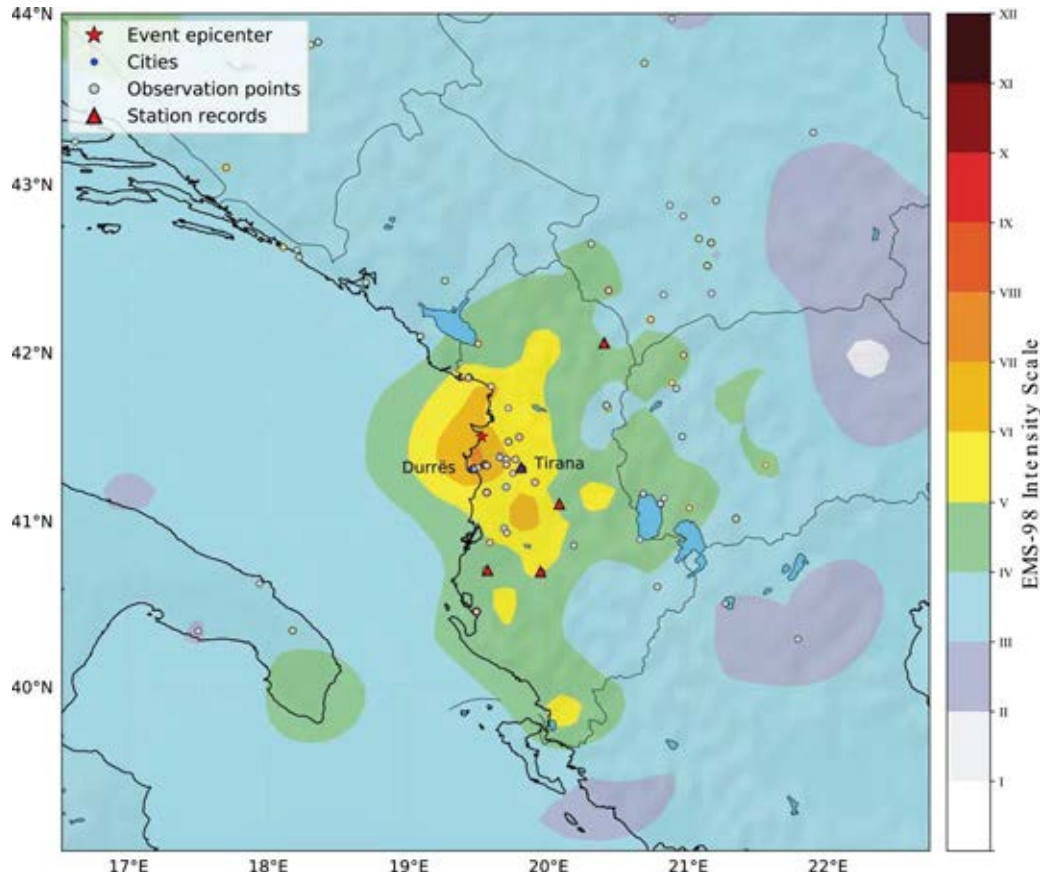 44°N
43°N
42°N
41°N
40°N
17°E
18°E
19°E
20°E
21°E
22°E
Event epicenter
Cities
Observation points
Station records
Durrës
Tirana
XII
XI
X
IX
VIII
VII
VI
V
IV
III
II
I
EMS-98 Intensity Scale